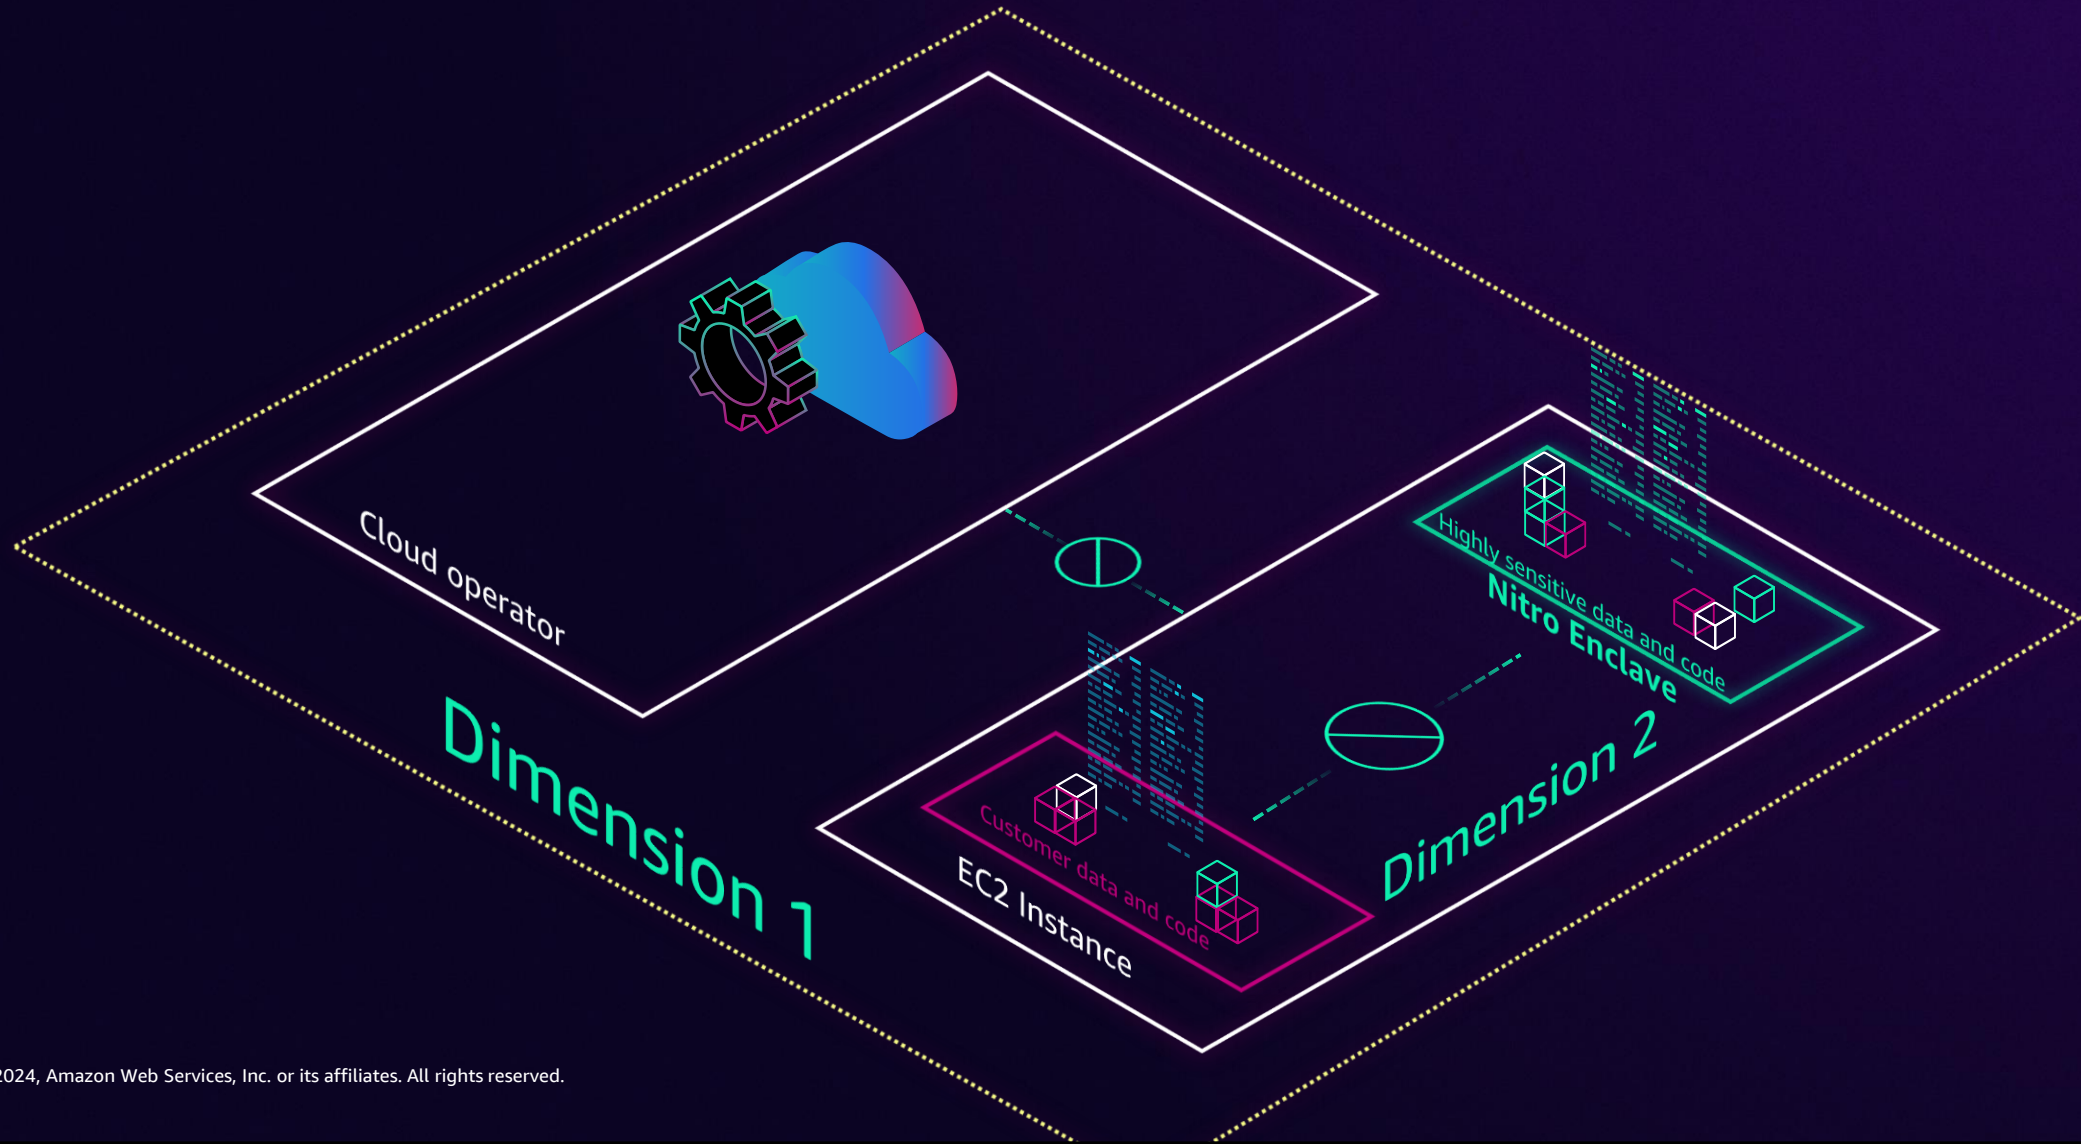 Cloud operator
Dimension 1
Highly sensitive data and code
Nitro Enclave
Dimension 2
Customer data and code
EC2 Instance
2024, Amazon Web Services, Inc. or its affiliates. All rights reserved.